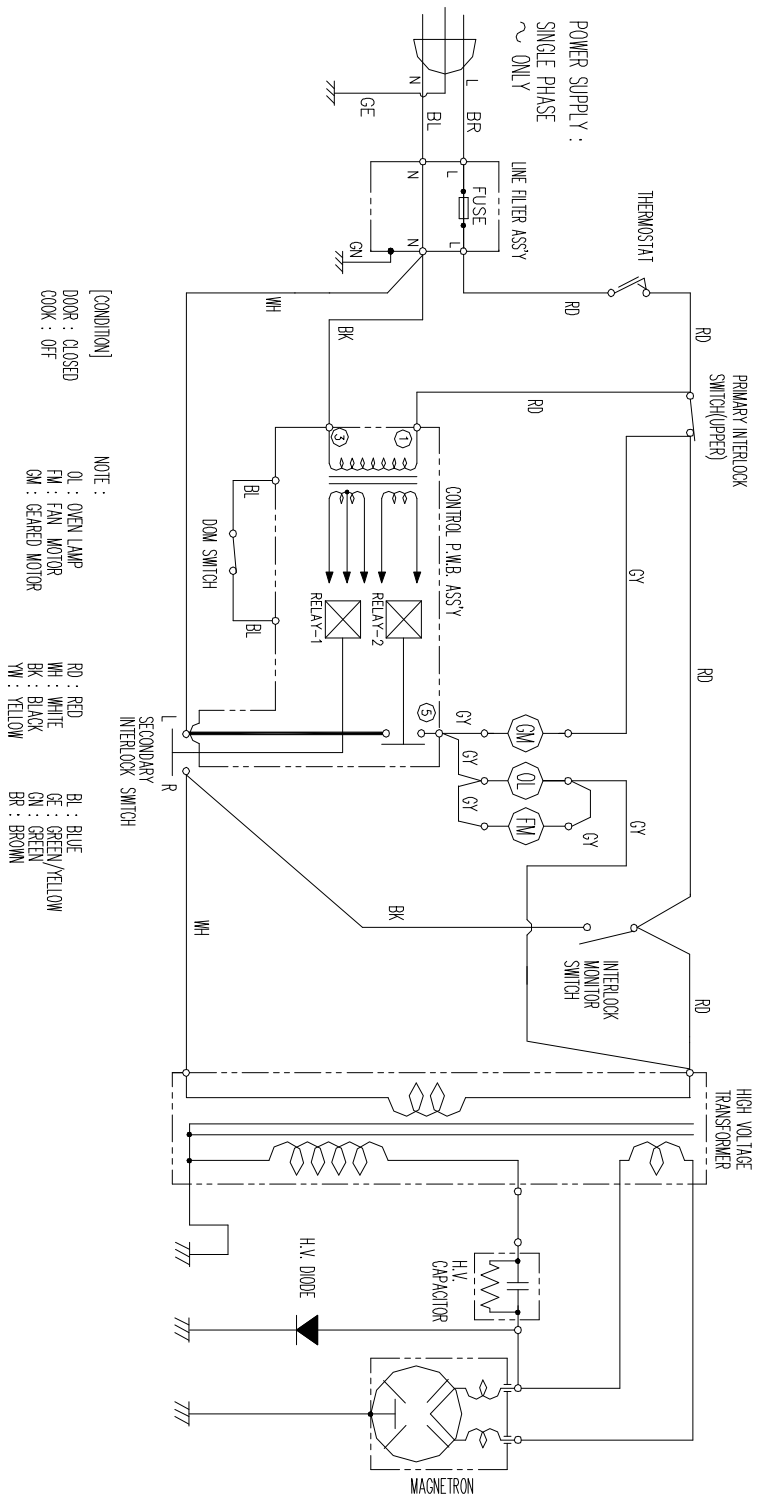 POWER SUPPLY :
SINGLE PHASE
~ ONLY
N
L
GE
BL
BR
LINE FILTER ASS'Y
N
L
FUSE
GN
N
L
THERMOSTAT
WH
BK
RD
RD
PRIMARY INTERLOCK
SWITCH(UPPER)
RD
3
1
CONTROL P.W.B. ASS'Y
BL
DOM SWITCH
BL
RELAY-1
RELAY-2
GY
RD
5
GY
GM
GY
OL
GY
FM
GY
GY
L
R
SECONDARY
INTERLOCK SWITCH
WH
BK
INTERLOCK
MONITOR
SWITCH
RD
HIGH VOLTAGE
TRANSFORMER
H.V. DIODE
H.V.
CAPACITOR
MAGNETRON
[CONDITION]
DOOR : CLOSED
COOK : OFF
NOTE :
OL : OVEN LAMP
FM : FAN MOTOR
GM : GEARED MOTOR
RD : RED
WH : WHITE
BK : BLACK
YW : YELLOW
BL : BLUE
GE : GREEN/YELLOW
GN : GREEN
BR : BROWN